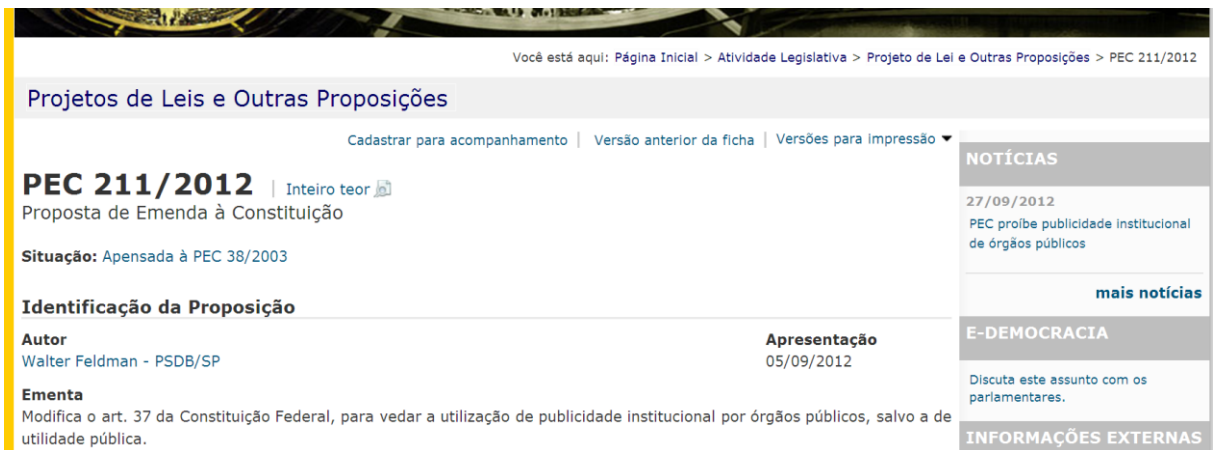 Você está aqui: Página Inicial > Atividade Legislativa > Projeto de Lei e Outras Proposições > PEC 211/2012
Projetos de Leis e Outras Proposições
Cadastrar para acompanhamento | Versão anterior da ficha | Versões para impressão
PEC 211/2012 | Inteiro teor
Proposta de Emenda à Constituição
Situação: Apensada à PEC 38/2003
Identificação da Proposição
Autor
Walter Feldman - PSDB/SP
Apresentação
05/09/2012
Ementa
Modifica o art. 37 da Constituição Federal, para vedar a utilização de publicidade institucional por órgãos públicos, salvo a de
utilidade pública.
NOTÍCIAS
27/09/2012
PEC proíbe publicidade institucional
de órgãos públicos
mais notícias
E-DEMOCRACIA
Discuta este assunto com os
parlamentares.
INFORMAÇÕES EXTERNAS